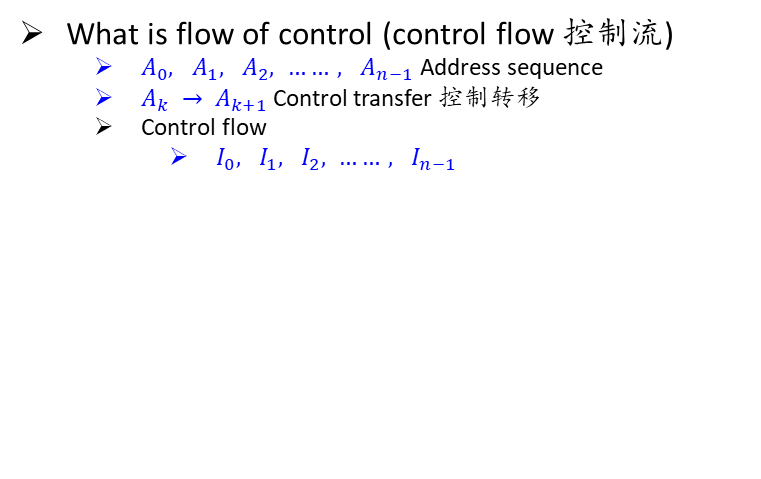 ➢ What is flow of control (control flow 控制流)
➢ A₀, A₁, A₂, … … , Aₙ₋₁ Address sequence
➢ Aₖ → Aₖ₊₁ Control transfer 控制转移
➢ Control flow
➢ I₀, I₁, I₂, … … , Iₙ₋₁